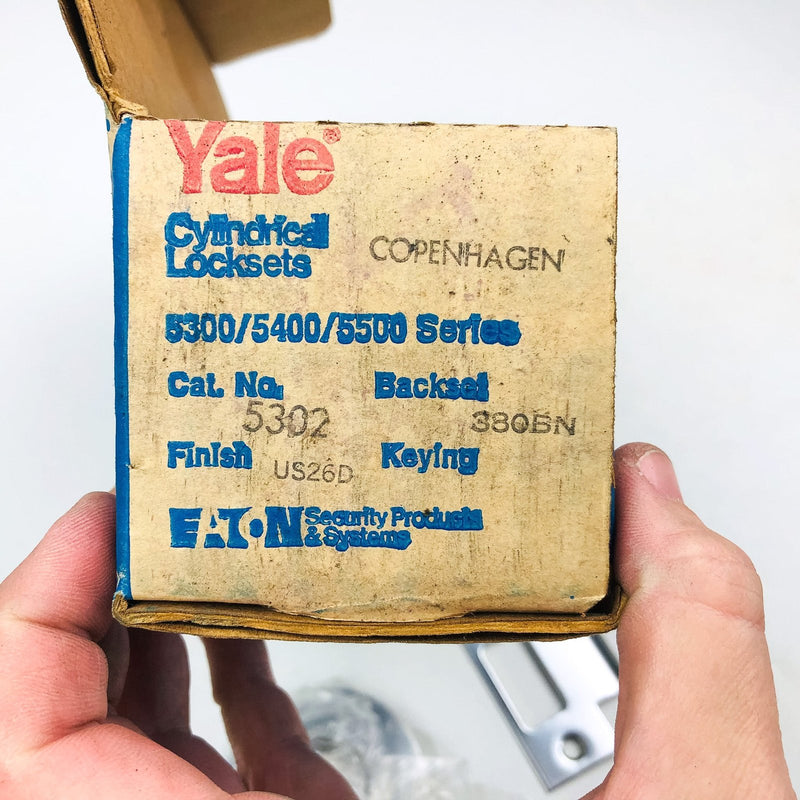 Yale®
Cylindrical
Locksets
COPENHAGEN
5300/5400/5500 Series
Cat. No.
5302
Backset
380BN
Finish
US26D
Keying
EATON Security Products
& Systems